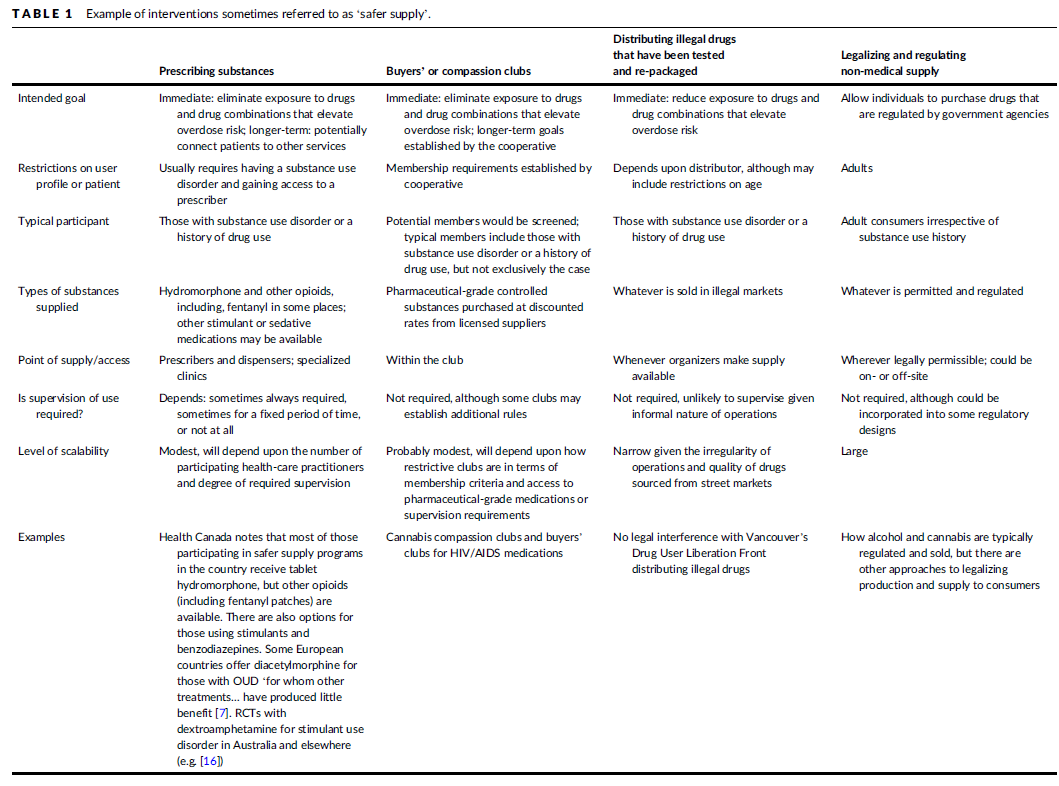 TABLE 1 Example of interventions sometimes referred to as ‘safer supply’.
Prescribing substances
Buyers’ or compassion clubs
Distributing illegal drugs
that have been tested
and re-packaged
Legalizing and regulating
non-medical supply
Intended goal
Immediate: eliminate exposure to drugs
and drug combinations that elevate
overdose risk; longer-term: potentially
connect patients to other services
Immediate: eliminate exposure to drugs
and drug combinations that elevate
overdose risk; longer-term goals
established by the cooperative
Immediate: reduce exposure to drugs and
drug combinations that elevate
overdose risk
Allow individuals to purchase drugs that
are regulated by government agencies
Restrictions on user
profile or patient
Usually requires having a substance use
disorder and gaining access to a
prescriber
Membership requirements established by
cooperative
Depends upon distributor, although may
include restrictions on age
Adults
Typical participant
Those with substance use disorder or a
history of drug use
Potential members would be screened;
typical members include those with
substance use disorder or a history of
drug use, but not exclusively the case
Those with substance use disorder or a
history of drug use
Adult consumers irrespective of
substance use history
Types of substances
supplied
Hydromorphone and other opioids,
including, fentanyl in some places;
other stimulant or sedative
medications may be available
Pharmaceutical-grade controlled
substances purchased at discounted
rates from licensed suppliers
Whatever is sold in illegal markets
Whatever is permitted and regulated
Point of supply/access
Prescribers and dispensers; specialized
clinics
Within the club
Whenever organizers make supply
available
Wherever legally permissible; could be
on- or off-site
Is supervision of use
required?
Depends: sometimes always required,
sometimes for a fixed period of time,
or not at all
Not required, although some clubs may
establish additional rules
Not required, unlikely to supervise given
informal nature of operations
Not required, although could be
incorporated into some regulatory
designs
Level of scalability
Modest, will depend upon the number of
participating health-care practitioners
and degree of required supervision
Probably modest, will depend upon how
restrictive clubs are in terms of
membership criteria and access to
pharmaceutical-grade medications or
supervision requirements
Narrow given the irregularity of
operations and quality of drugs
sourced from street markets
Large
Examples
Health Canada notes that most of those
participating in safer supply programs
in the country receive tablet
hydromorphone, but other opioids
(including fentanyl patches) are
available. There are also options for
those using stimulants and
benzodiazepines. Some European
countries offer diacetylmorphine for
those with OUD ‘for whom other
treatments… have produced little
benefit [7]. RCTs with
dextroamphetamine for stimulant use
disorder in Australia and elsewhere
(e.g. [16])
Cannabis compassion clubs and buyers’
clubs for HIV/AIDS medications
No legal interference with Vancouver’s
Drug User Liberation Front
distributing illegal drugs
How alcohol and cannabis are typically
regulated and sold, but there are
other approaches to legalizing
production and supply to consumers